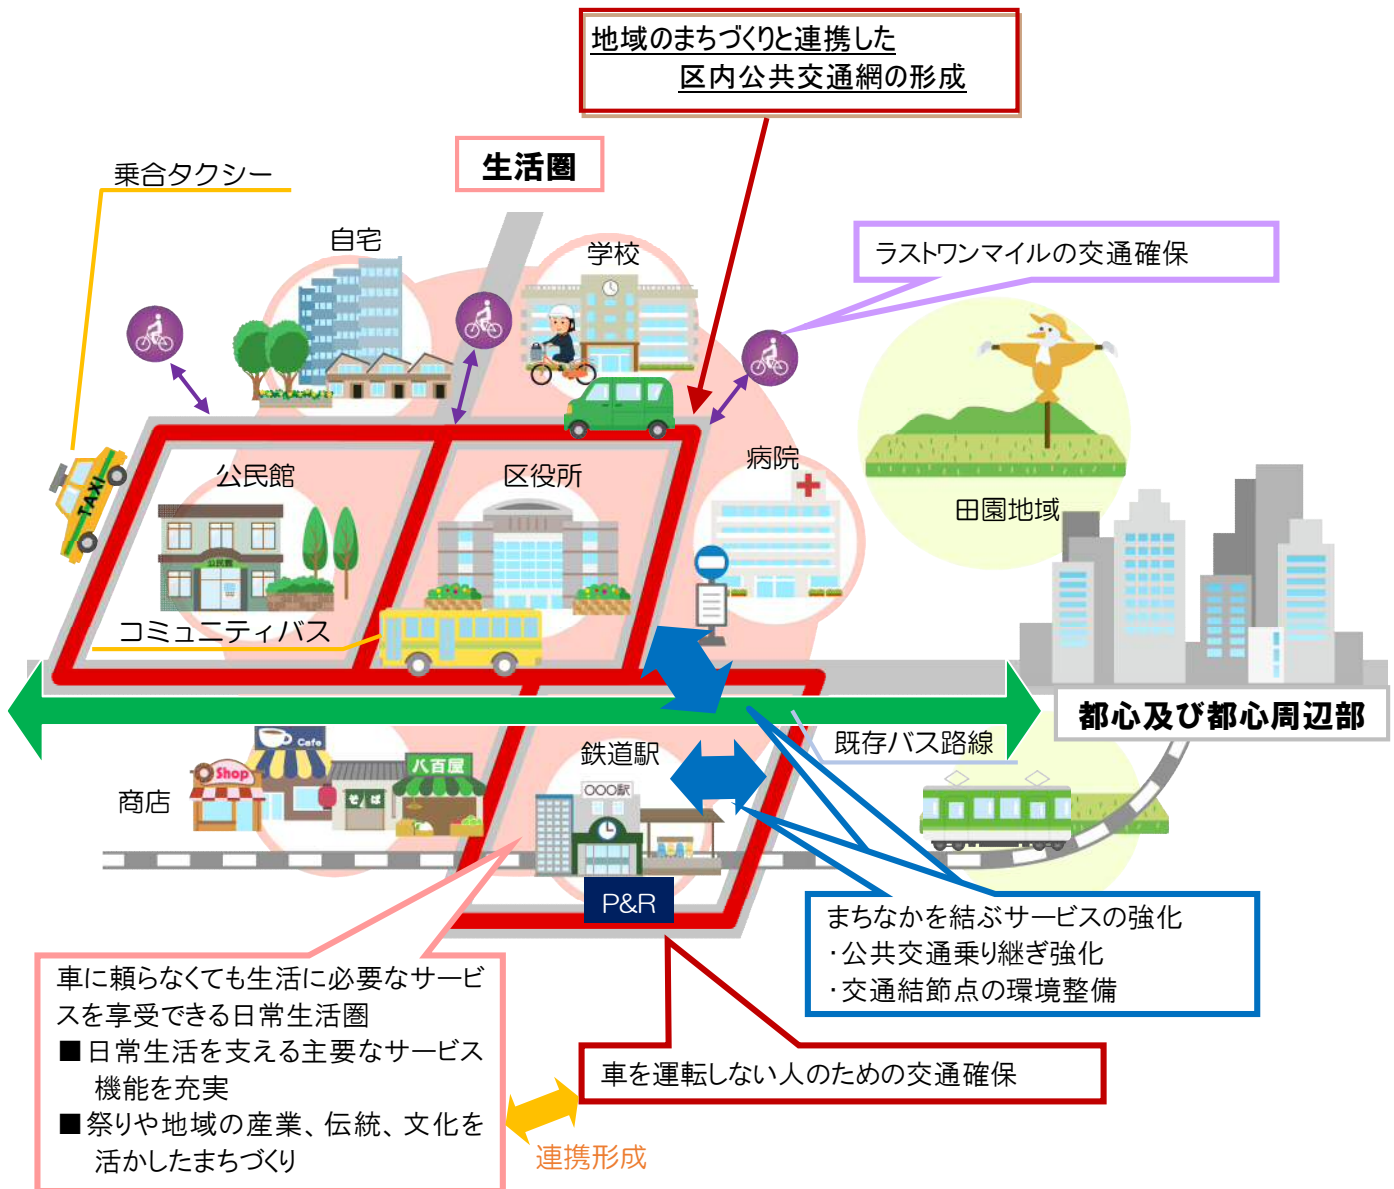 地域のまちづくりと連携した
区内公共交通網の形成
生活圏
乗合タクシー
自宅
学校
ラストワンマイルの交通確保
公民館
区役所
病院
田園地域
TAXI
公民館
コミュニティバス
都心及び都心周辺部
既存バス路線
鉄道駅
商店
Cafe
Shop
そば
八百屋
〇〇〇駅
P&R
まちなかを結ぶサービスの強化
・公共交通乗り継ぎ強化
・交通結節点の環境整備
車に頼らなくても生活に必要なサービ
スを享受できる日常生活圏
■日常生活を支える主要なサービス
機能を充実
■祭りや地域の産業、伝統、文化を
活かしたまちづくり
車を運転しない人のための交通確保
連携形成